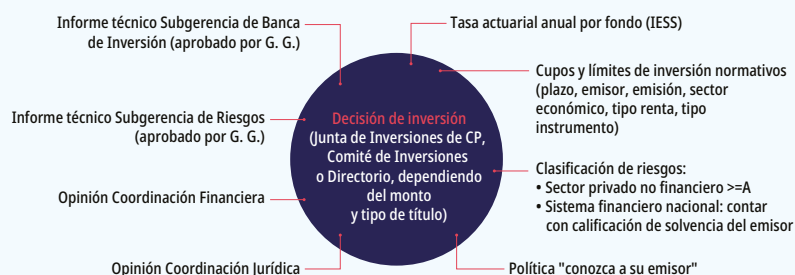 Informe técnico Subgerencia de Banca
de Inversión (aprobado por G. G.)
Tasa actuarial anual por fondo (IESS)
Cupos y límites de inversión normativos
(plazo, emisor, emisión, sector
económico, tipo renta, tipo
instrumento)
Informe técnico Subgerencia de Riesgos
(aprobado por G. G.)
Decisión de inversión
(Junta de Inversiones de CP,
Comité de Inversiones
o Directorio, dependiendo
del monto
y tipo de título)
Clasificación de riesgos:
• Sector privado no financiero >=A
• Sistema financiero nacional: contar
con calificación de solvencia del emisor
Opinión Coordinación Financiera
Opinión Coordinación Jurídica
Política "conozca a su emisor"